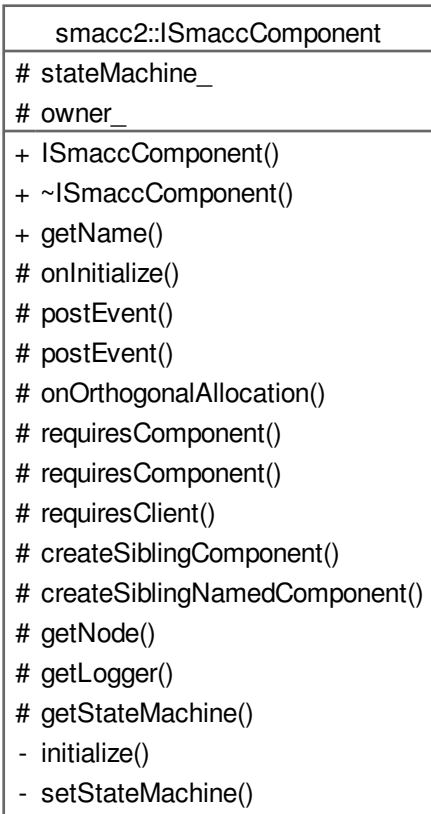 smacc2::ISmaccComponent
# stateMachine_
# owner_
+ ISmaccComponent()
+ ~ISmaccComponent()
+ getName()
# onInitialize()
# postEvent()
# postEvent()
# onOrthogonalAllocation()
# requiresComponent()
# requiresComponent()
# requiresClient()
# createSiblingComponent()
# createSiblingNamedComponent()
# getNode()
# getLogger()
# getStateMachine()
- initialize()
- setStateMachine()